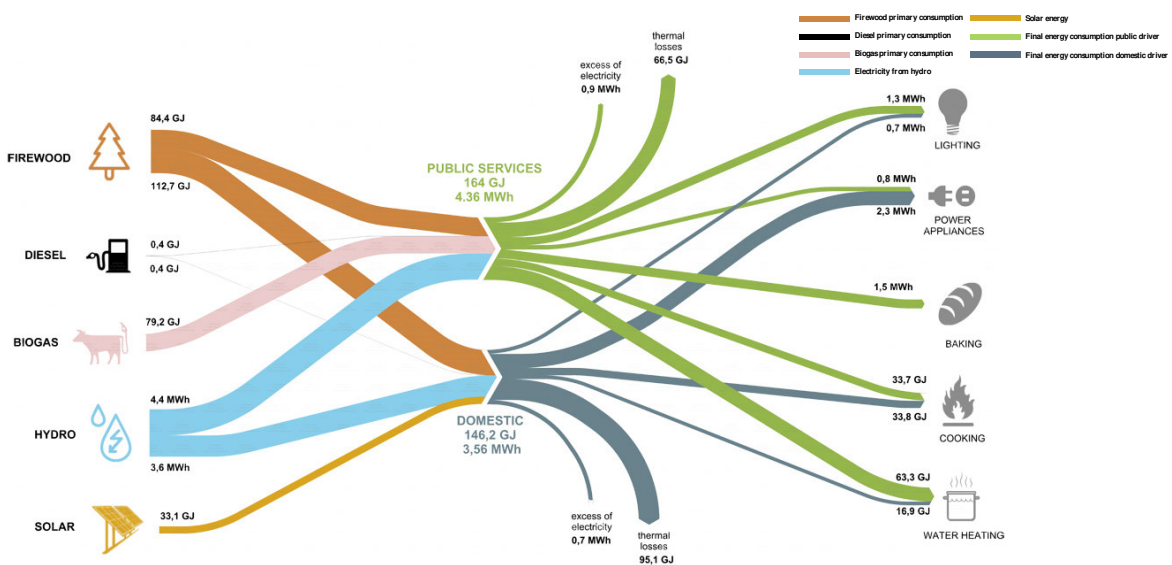 Firewood primary consumption
Diesel primary consumption
Biogas primary consumption
Electricity from hydro
Solar energy
Final energy consumption public driver
Final energy consumption domestic driver
thermal
losses
66,5 GJ
excess of
electricity
0,9 MWh
FIREWOOD
84,4 GJ
112,7 GJ
DIESEL
0,4 GJ
0,4 GJ
BIOGAS
79,2 GJ
HYDRO
4,4 MWh
3,6 MWh
SOLAR
33,1 GJ
PUBLIC SERVICES
164 GJ
4.36 MWh
DOMESTIC
146,2 GJ
3,56 MWh
excess of
electricity
0,7 MWh
thermal
losses
95,1 GJ
1,3 MWh
0,7 MWh
LIGHTING
0,8 MWh
2,3 MWh
POWER
APPLIANCES
1,5 MWh
BAKING
33,7 GJ
33,8 GJ
COOKING
63,3 GJ
16,9 GJ
WATER HEATING